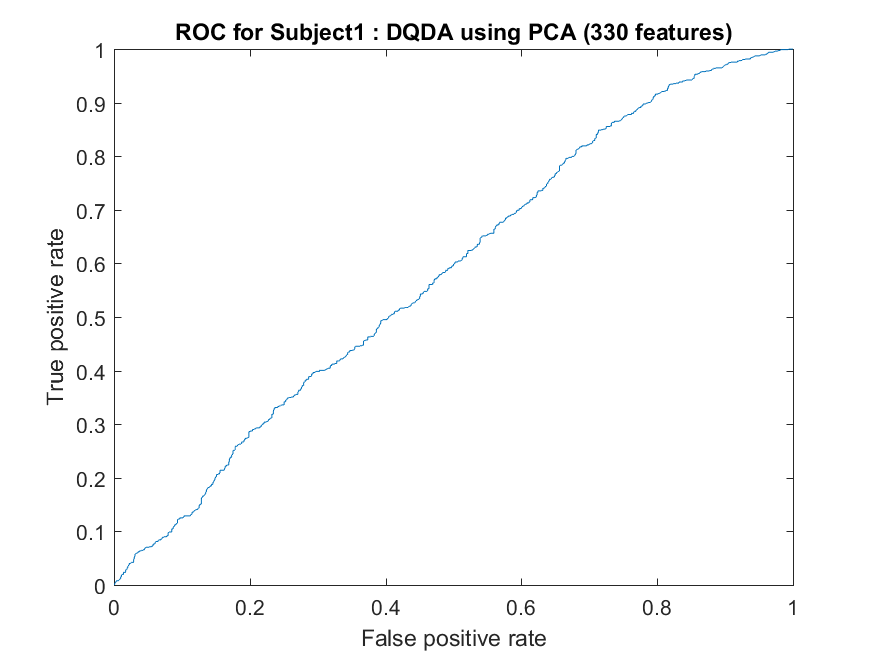 ROC for Subject1 : DQDA using PCA (330 features)
1
0.9
0.8
0.7
0.6
0.5
0.4
0.3
0.2
0.1
0
True positive rate
0 0.2 0.4 0.6 0.8 1
False positive rate